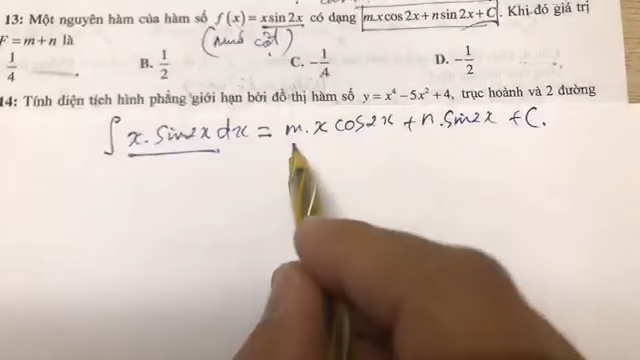 13: Một nguyên hàm của hàm số f(x) = x sin 2x có dạng m.x cos 2x + n sin 2x + C. Khi đó giá trị
F = m + n là
(nuôi cột)
1/4 B. 1/2 C. -1/4 D. -1/2
14: Tính diện tích hình phẳng giới hạn bởi đồ thị hàm số y = x⁴ - 5x² + 4, trục hoành và 2 đường
∫ x. sin2x dx = m. x cos2x + n. sin2x + C.